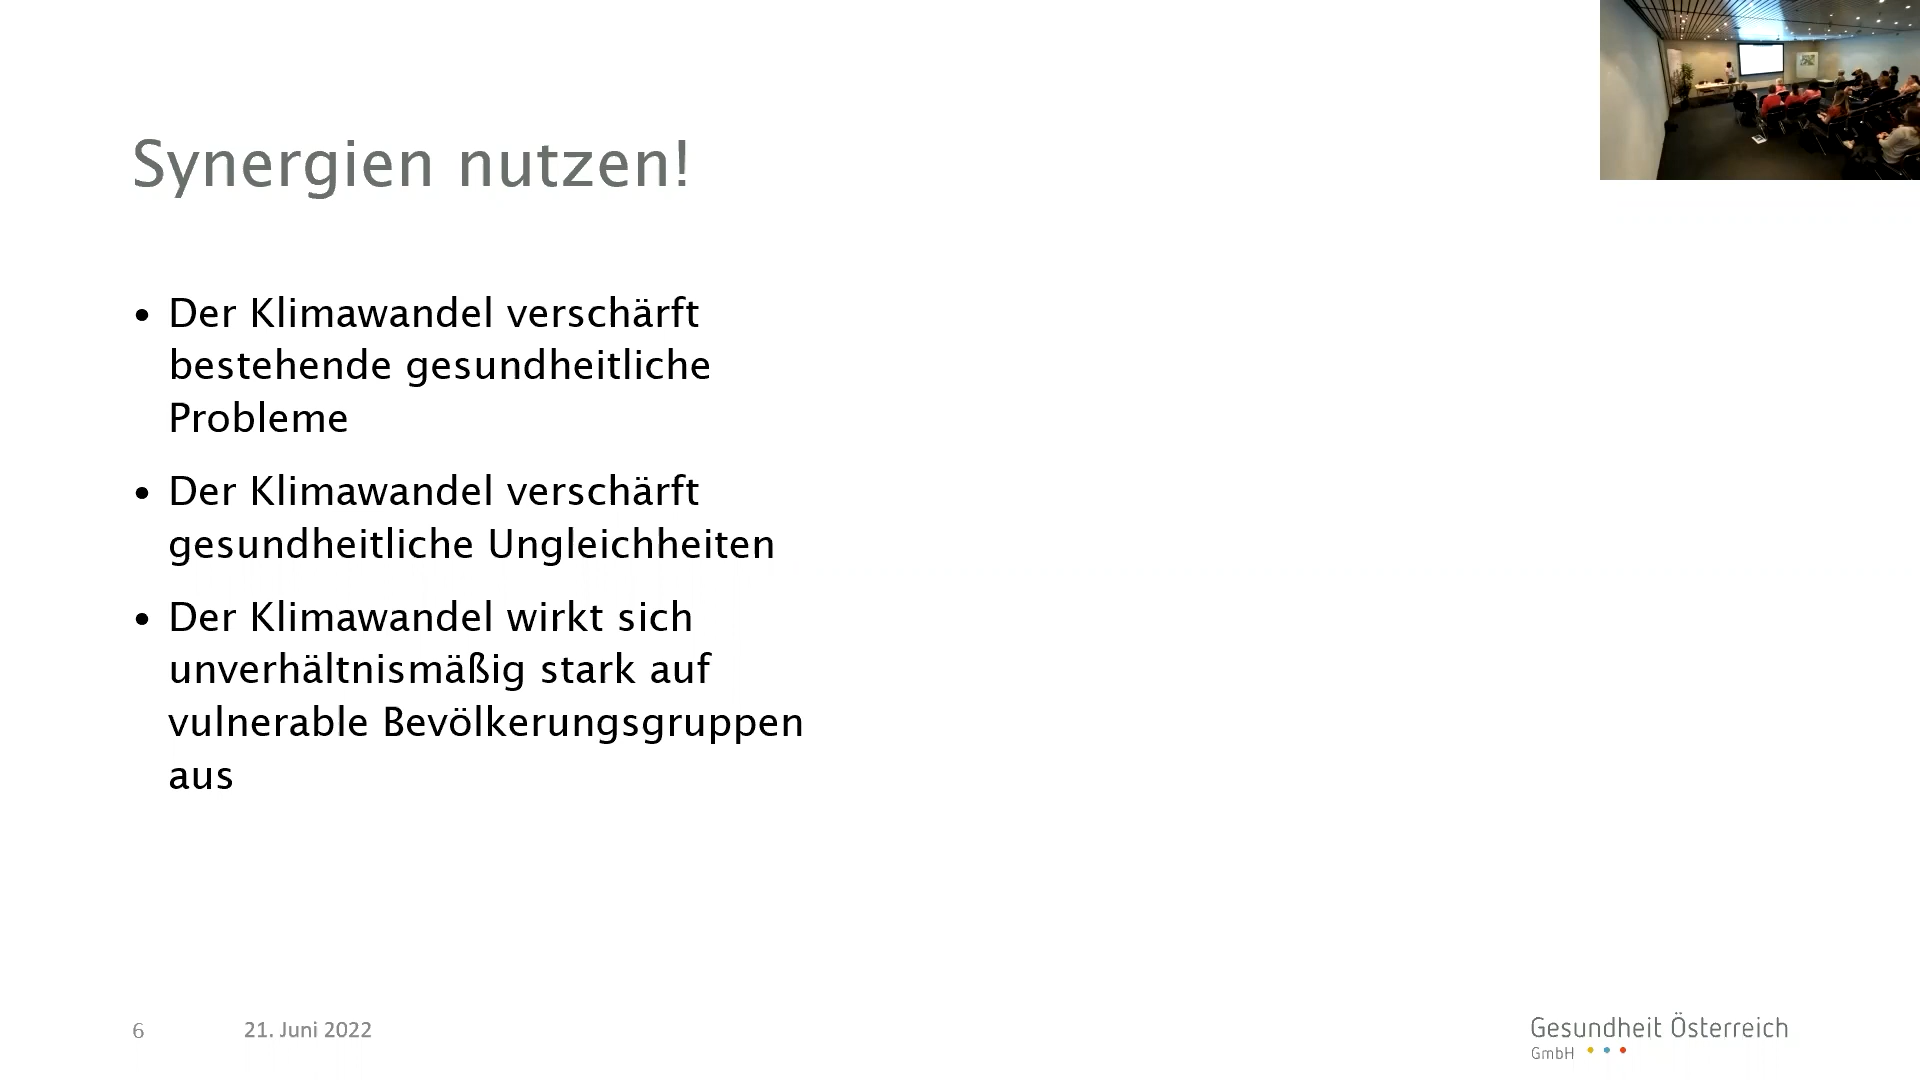 Synergien nutzen!
• Der Klimawandel verschärft
bestehende gesundheitliche
Probleme
• Der Klimawandel verschärft
gesundheitliche Ungleichheiten
• Der Klimawandel wirkt sich
unverhältnismäßig stark auf
vulnerable Bevölkerungsgruppen
aus
6
21. Juni 2022
Gesundheit Österreich
GmbH